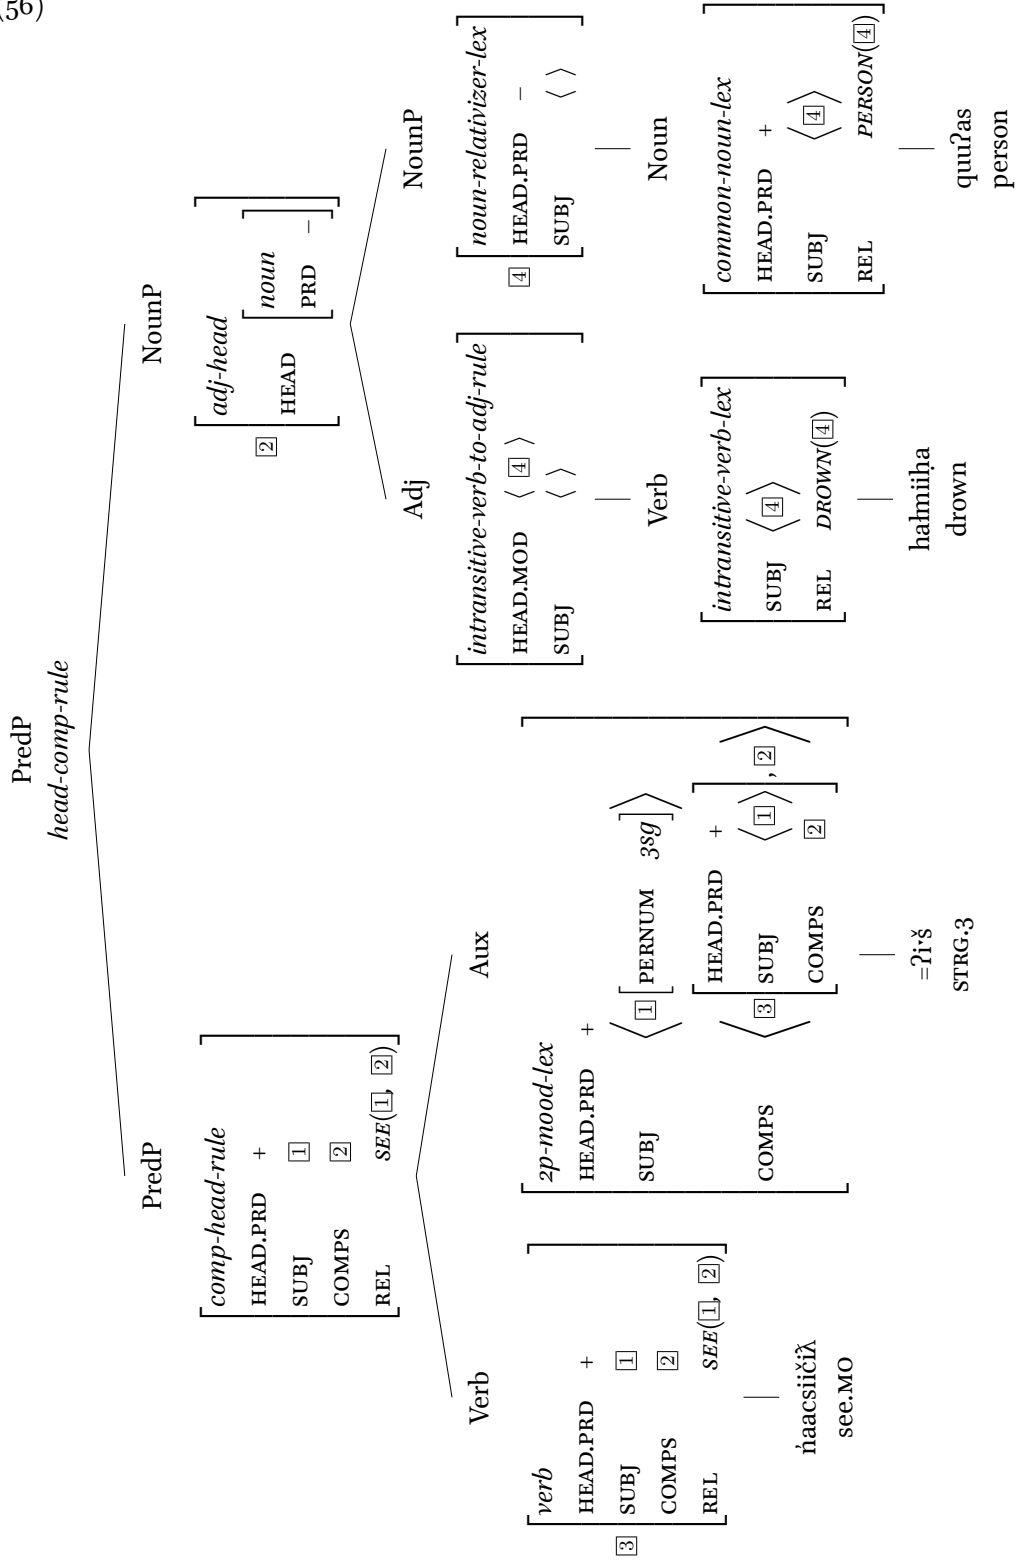 (56)
PredP
head-comp-rule
PredP
NounP
comp-head-rule
HEAD.PRD +
SUBJ 1
COMPS 2
REL SEE(1, 2)
2
adj-head
HEAD
noun
PRD –
Verb
Aux
Adj
NounP
3
verb
HEAD.PRD +
SUBJ 1
COMPS 2
REL SEE(1, 2)
2p-mood-lex
HEAD.PRD +
SUBJ ⟨ 1 [PERNUM 3sg] ⟩
COMPS ⟨ 3 [HEAD.PRD +
SUBJ ⟨ 1 ⟩
COMPS 2 ] , 2 ⟩
intransitive-verb-to-adj-rule
HEAD.MOD ⟨ 4 ⟩
SUBJ ⟨ ⟩
4
noun-relativizer-lex
HEAD.PRD –
SUBJ ⟨ ⟩
Verb
Noun
intransitive-verb-lex
SUBJ ⟨ 4 ⟩
REL DROWN(4)
common-noun-lex
HEAD.PRD +
SUBJ ⟨ 4 ⟩
REL PERSON(4)
n̓aacsiičiƛ̓
see.MO
=ʔi·š
STRG.3
hałmiiḥa
drown
quuʔas
person